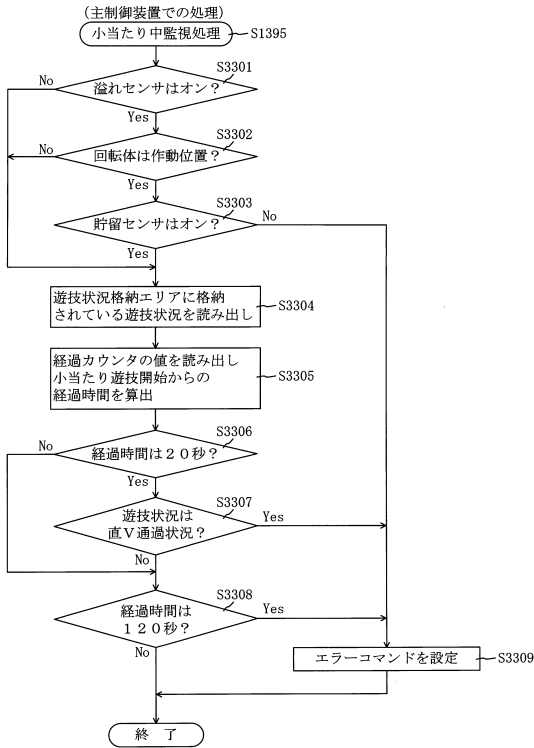 （主制御装置での処理）
小当たり中監視処理
S1395
S3301
溢れセンサはオン？
No
Yes
S3302
回転体は作動位置？
No
Yes
S3303
貯留センサはオン？
No
Yes
遊技状況格納エリアに格納
されている遊技状況を読み出し
S3304
経過カウンタの値を読み出し
小当たり遊技開始からの
経過時間を算出
S3305
S3306
経過時間は２０秒？
No
Yes
S3307
遊技状況は
直Ｖ通過状況？
Yes
No
S3308
経過時間は
１２０秒？
Yes
No
エラーコマンドを設定
S3309
終 了